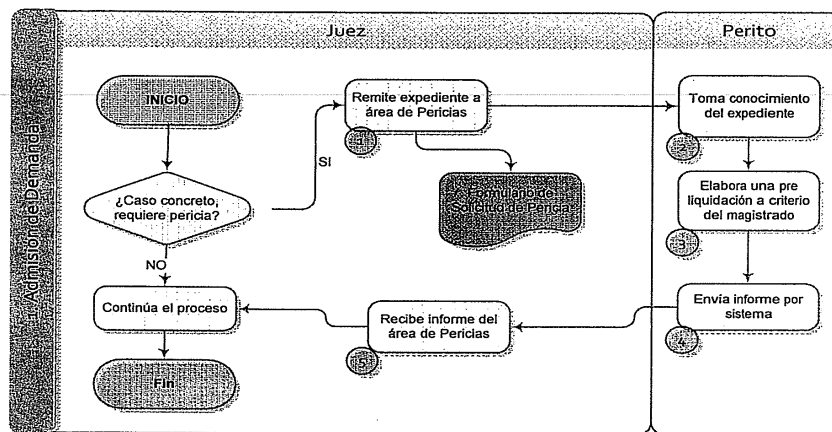 Juez
Perito
1. Admisión de Demanda
INICIO
¿Caso concreto,
requiere pericia?
SI
NO
Remite expediente a
área de Pericias
1
Formulario de
Solicitud de Pericia
Toma conocimiento
del expediente
2
Elabora una pre
liquidación a criterio
del magistrado
3
Envía informe por
sistema
4
Recibe informe del
área de Pericias
5
Continúa el proceso
Fin